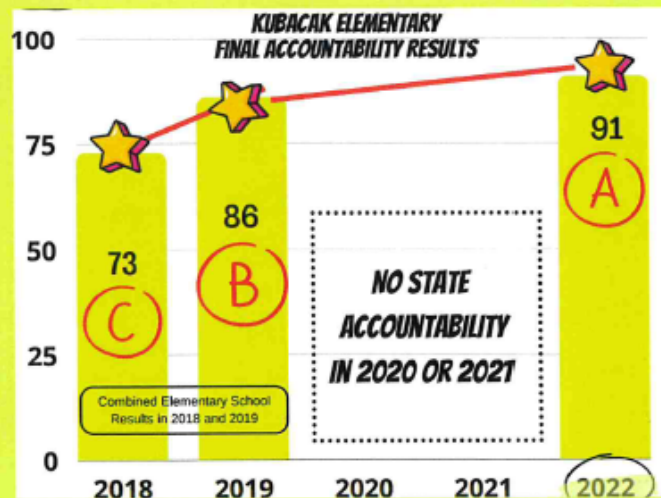 KUBACAK ELEMENTARY
FINAL ACCOUNTABILITY RESULTS
100
75
50
25
0
73
C
86
B
91
A
NO STATE
ACCOUNTABILITY
IN 2020 OR 2021
Combined Elementary School
Results in 2018 and 2019
2018
2019
2020
2021
2022